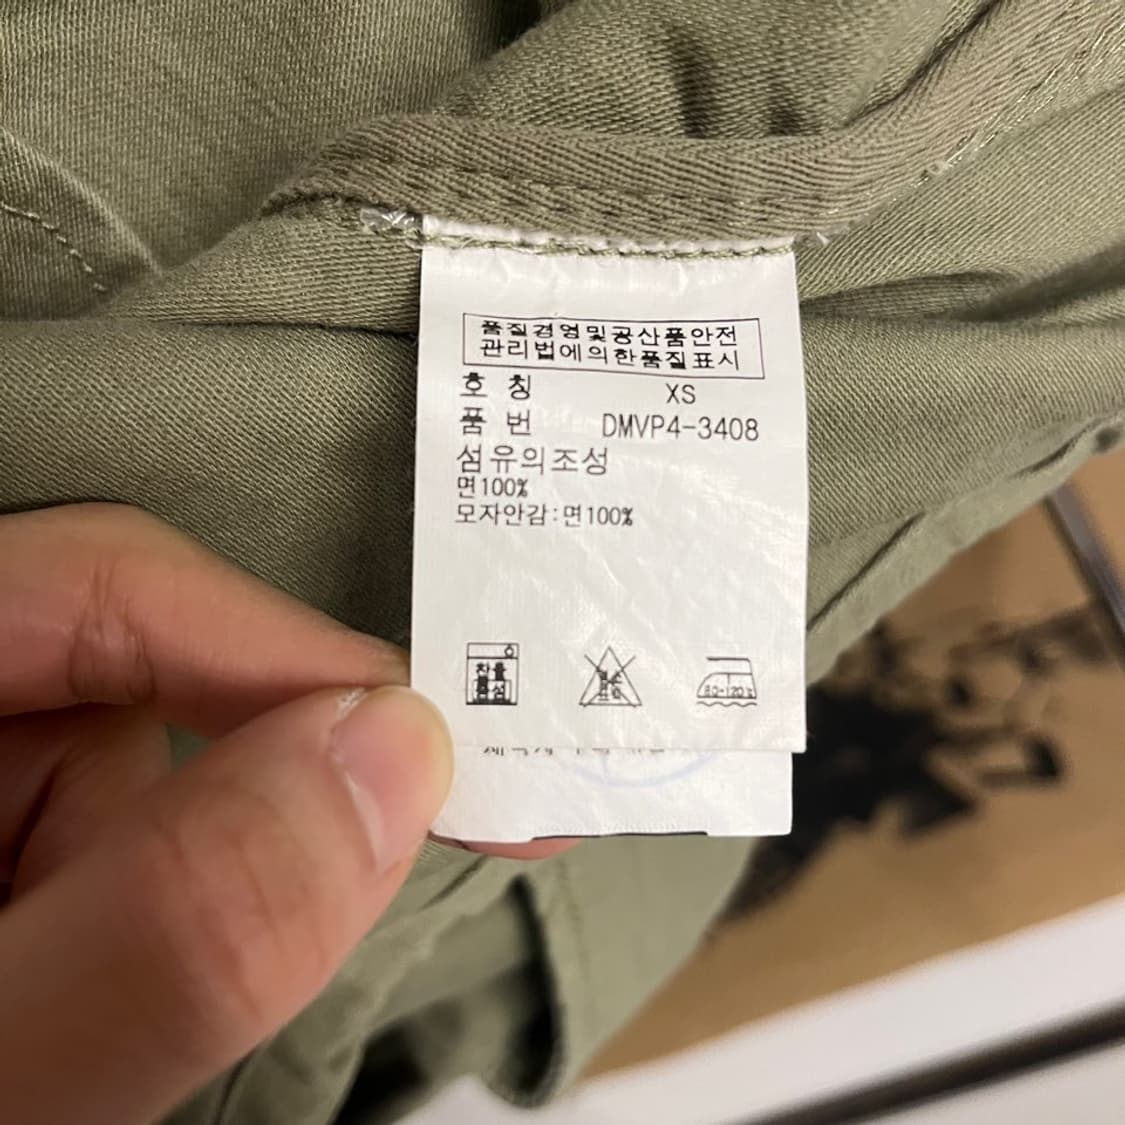 품질경영및공산품안전
관리법에의한품질표시
호 칭 XS
품 번 DMVP4-3408
섬유의조성
면100%
모자안감:면100%
80-120℃